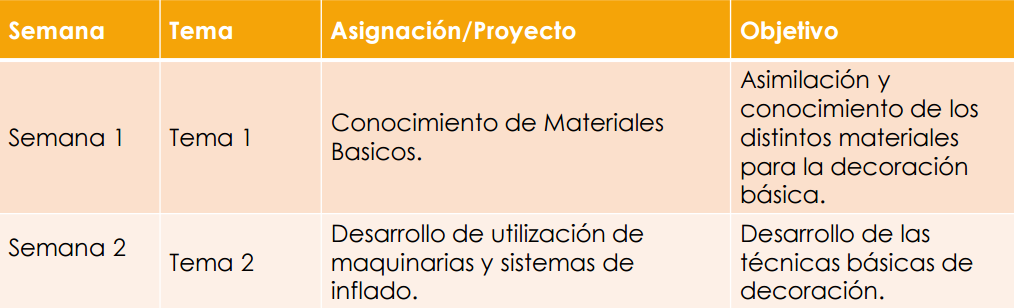 Semana Tema Asignación/Proyecto Objetivo
Semana 1 Tema 1
Conocimiento de Materiales
Basicos.
Asimilación y
conocimiento de los
distintos materiales
para la decoración
básica.
Semana 2 Tema 2
Desarrollo de utilización de
maquinarias y sistemas de
inflado.
Desarrollo de las
técnicas básicas de
decoración.